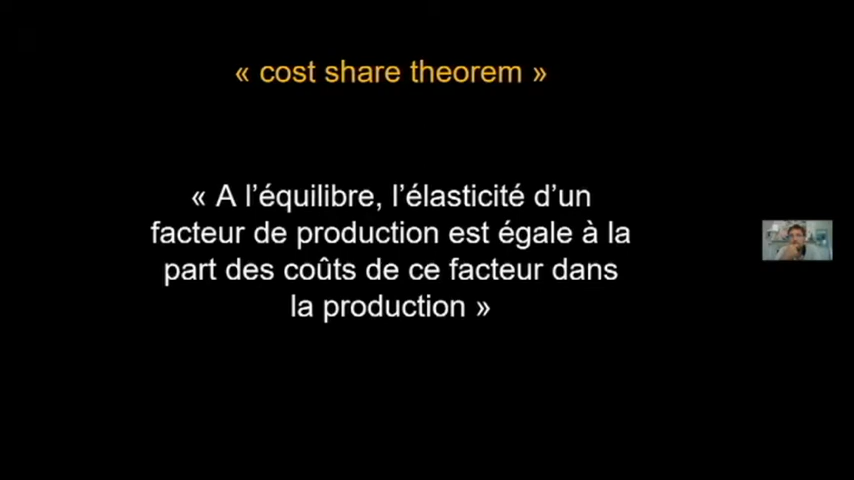 « cost share theorem »
« A l’équilibre, l’élasticité d’un
facteur de production est égale à la
part des coûts de ce facteur dans
la production »